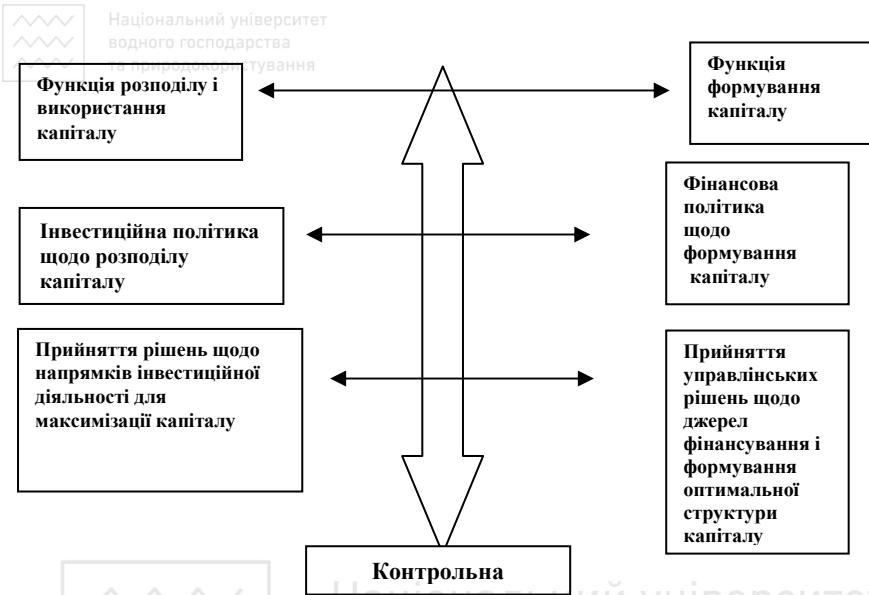 Національний університет
водного господарства
та природокористування
Функція розподілу і
використання
капіталу
Функція
формування
капіталу
Інвестиційна політика
щодо розподілу
капіталу
Фінансова
політика
щодо
формування
капіталу
Прийняття рішень щодо
напрямків інвестиційної
діяльності для
максимізації капіталу
Прийняття
управлінських
рішень щодо
джерел
фінансування і
формування
оптимальної
структури
капіталу
Контрольна
Національний університет